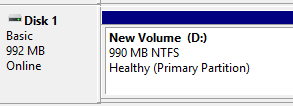 Disk 1
Basic
992 MB
Online
New Volume (D:)
990 MB NTFS
Healthy (Primary Partition)